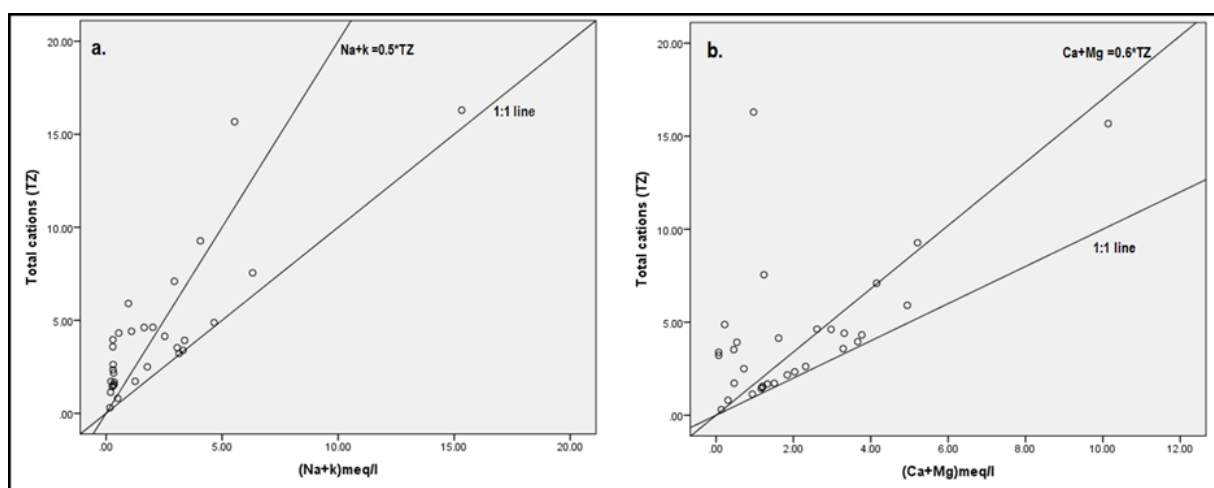 a.
Na+k =0.5*TZ
1:1 line
Total cations (TZ)
20.00
15.00
10.00
5.00
.00
.00
5.00
10.00
15.00
20.00
(Na+k)meq/l
b.
Ca+Mg =0.6*TZ
1:1 line
Total cations (TZ)
20.00
15.00
10.00
5.00
.00
.00
2.00
4.00
6.00
8.00
10.00
12.00
(Ca+Mg)meq/l